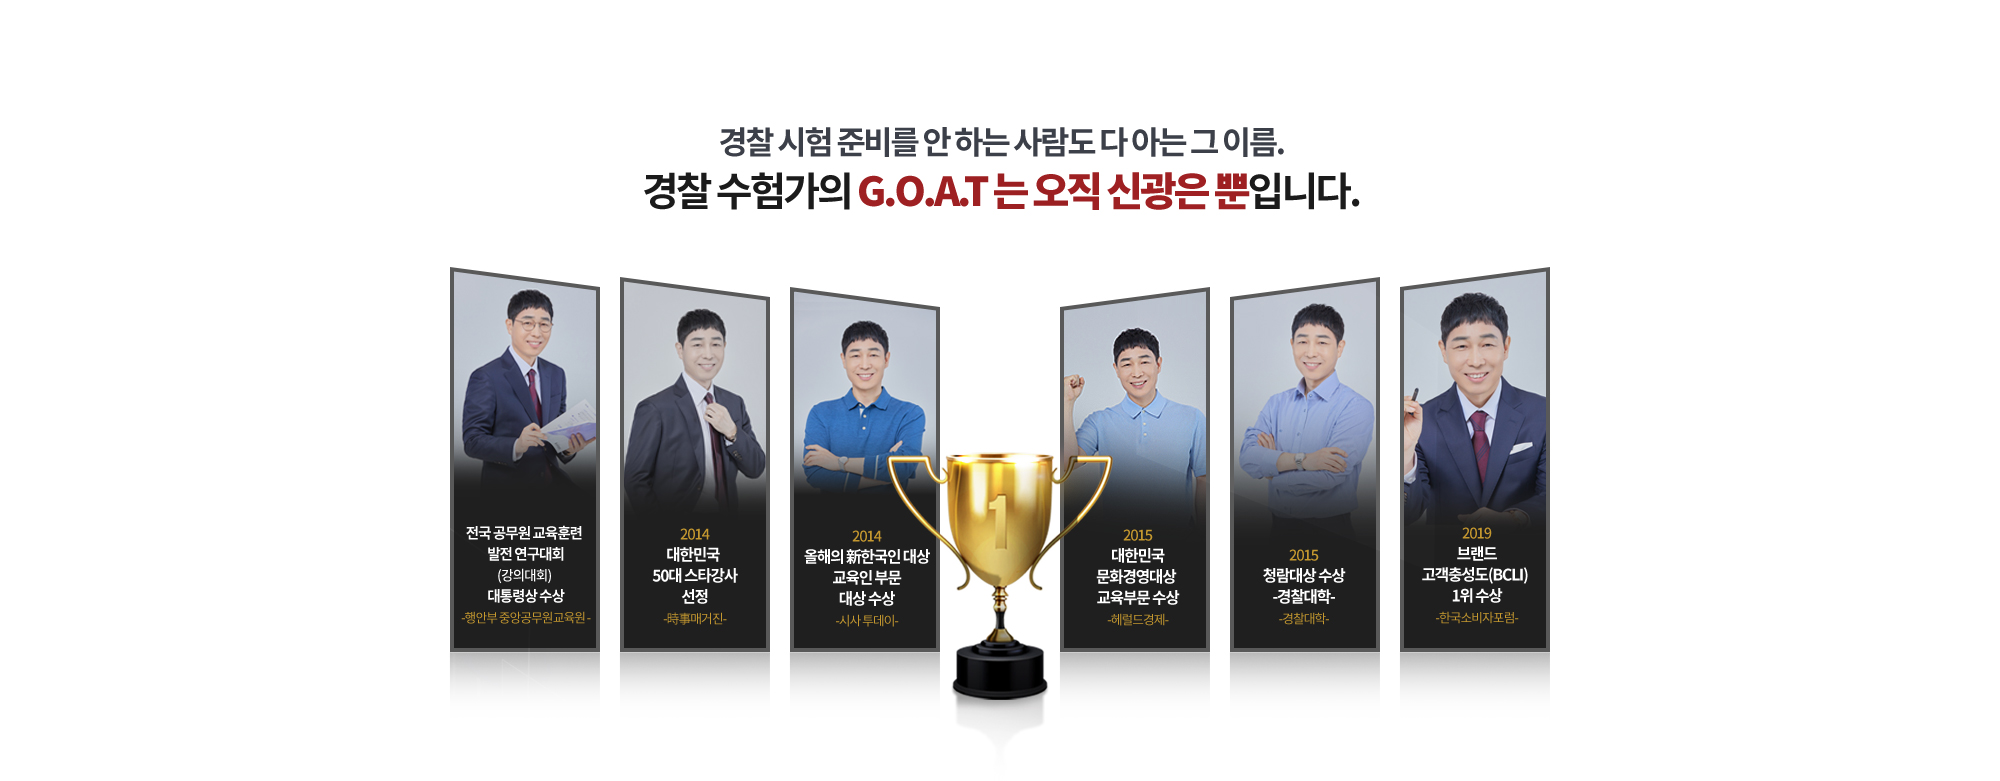 경찰 시험 준비를 안 하는 사람도 다 아는 그 이름.
경찰 수험가의 G.O.A.T 는 오직 신광은 뿐입니다.
전국 공무원 교육훈련
발전 연구대회
(강의대회)
대통령상 수상
-행안부 중앙공무원교육원-
2014
대한민국
50대 스타강사
선정
-時事매거진-
2014
올해의 新한국인 대상
교육인 부문
대상 수상
-시사 투데이-
1
2015
대한민국
문화경영대상
교육부문 수상
-헤럴드경제-
2015
청람대상 수상
-경찰대학-
-경찰대학-
2019
브랜드
고객충성도(BCLI)
1위 수상
-한국소비자포럼-